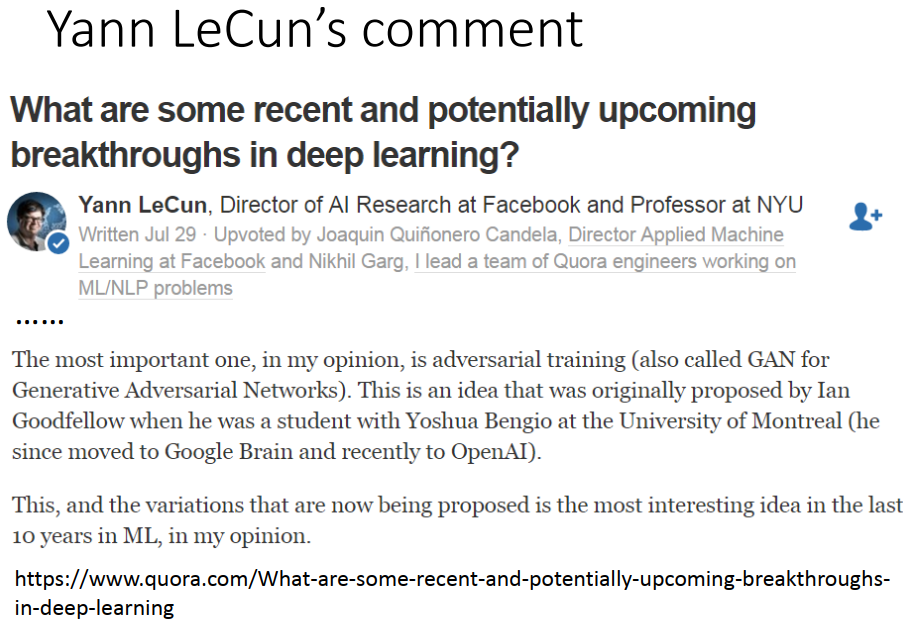 Yann LeCun’s comment
What are some recent and potentially upcoming
breakthroughs in deep learning?
Yann LeCun, Director of AI Research at Facebook and Professor at NYU
Written Jul 29 · Upvoted by Joaquin Quiñonero Candela, Director Applied Machine
Learning at Facebook and Nikhil Garg, I lead a team of Quora engineers working on
ML/NLP problems
……
The most important one, in my opinion, is adversarial training (also called GAN for
Generative Adversarial Networks). This is an idea that was originally proposed by Ian
Goodfellow when he was a student with Yoshua Bengio at the University of Montreal (he
since moved to Google Brain and recently to OpenAI).
This, and the variations that are now being proposed is the most interesting idea in the last
10 years in ML, in my opinion.
https://www.quora.com/What-are-some-recent-and-potentially-upcoming-breakthroughs-
in-deep-learning